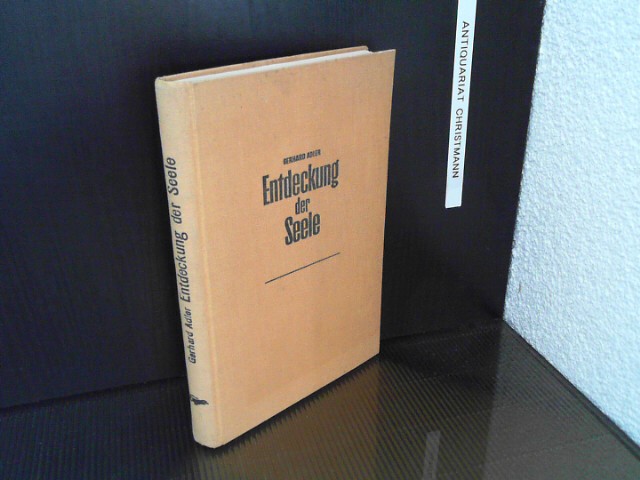 GERHARD ADLER
Entdeckung
der
Seele
Gerhard Adler Entdeckung der Seele
ANTIQUARIAT CHRISTMANN